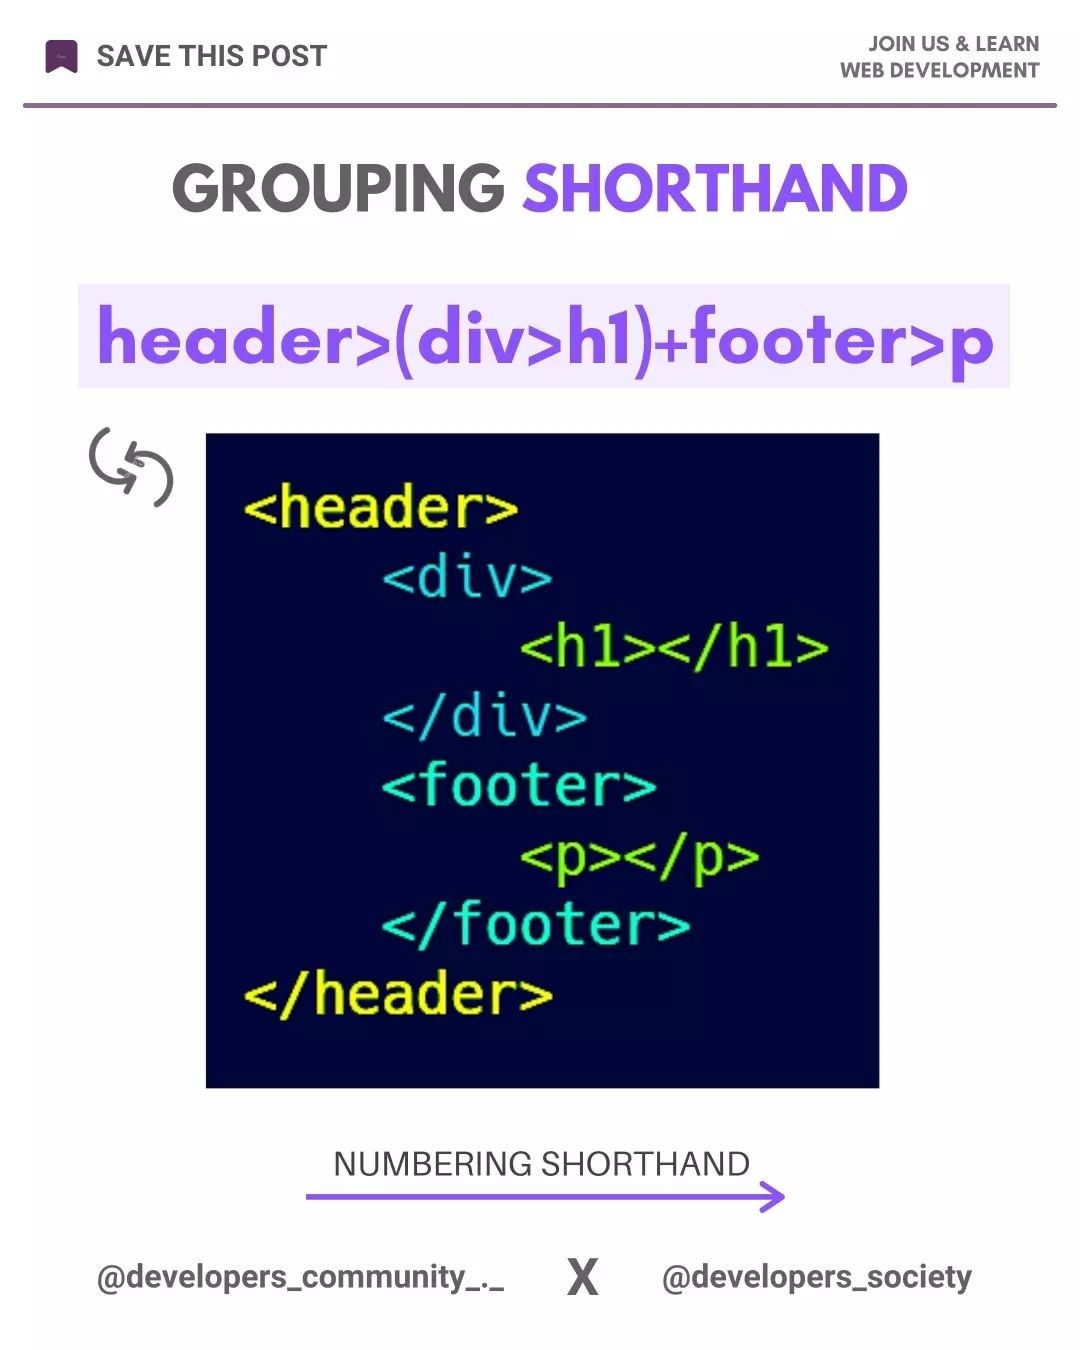 SAVE THIS POST
JOIN US & LEARN
WEB DEVELOPMENT
GROUPING SHORTHAND
header>(div>h1)+footer>p
<header>
<div>
<h1></h1>
</div>
<footer>
<p></p>
</footer>
</header>
NUMBERING SHORTHAND
@developers_community_._ X @developers_society